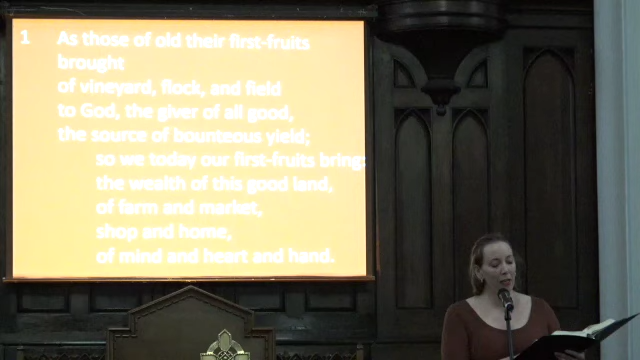 1 As those of old their first-fruits
brought
of vineyard, flock, and field
to God, the giver of all good,
the source of bounteous yield;
so we today our first-fruits bring:
the wealth of this good land,
of farm and market,
shop and home,
of mind and heart and hand.